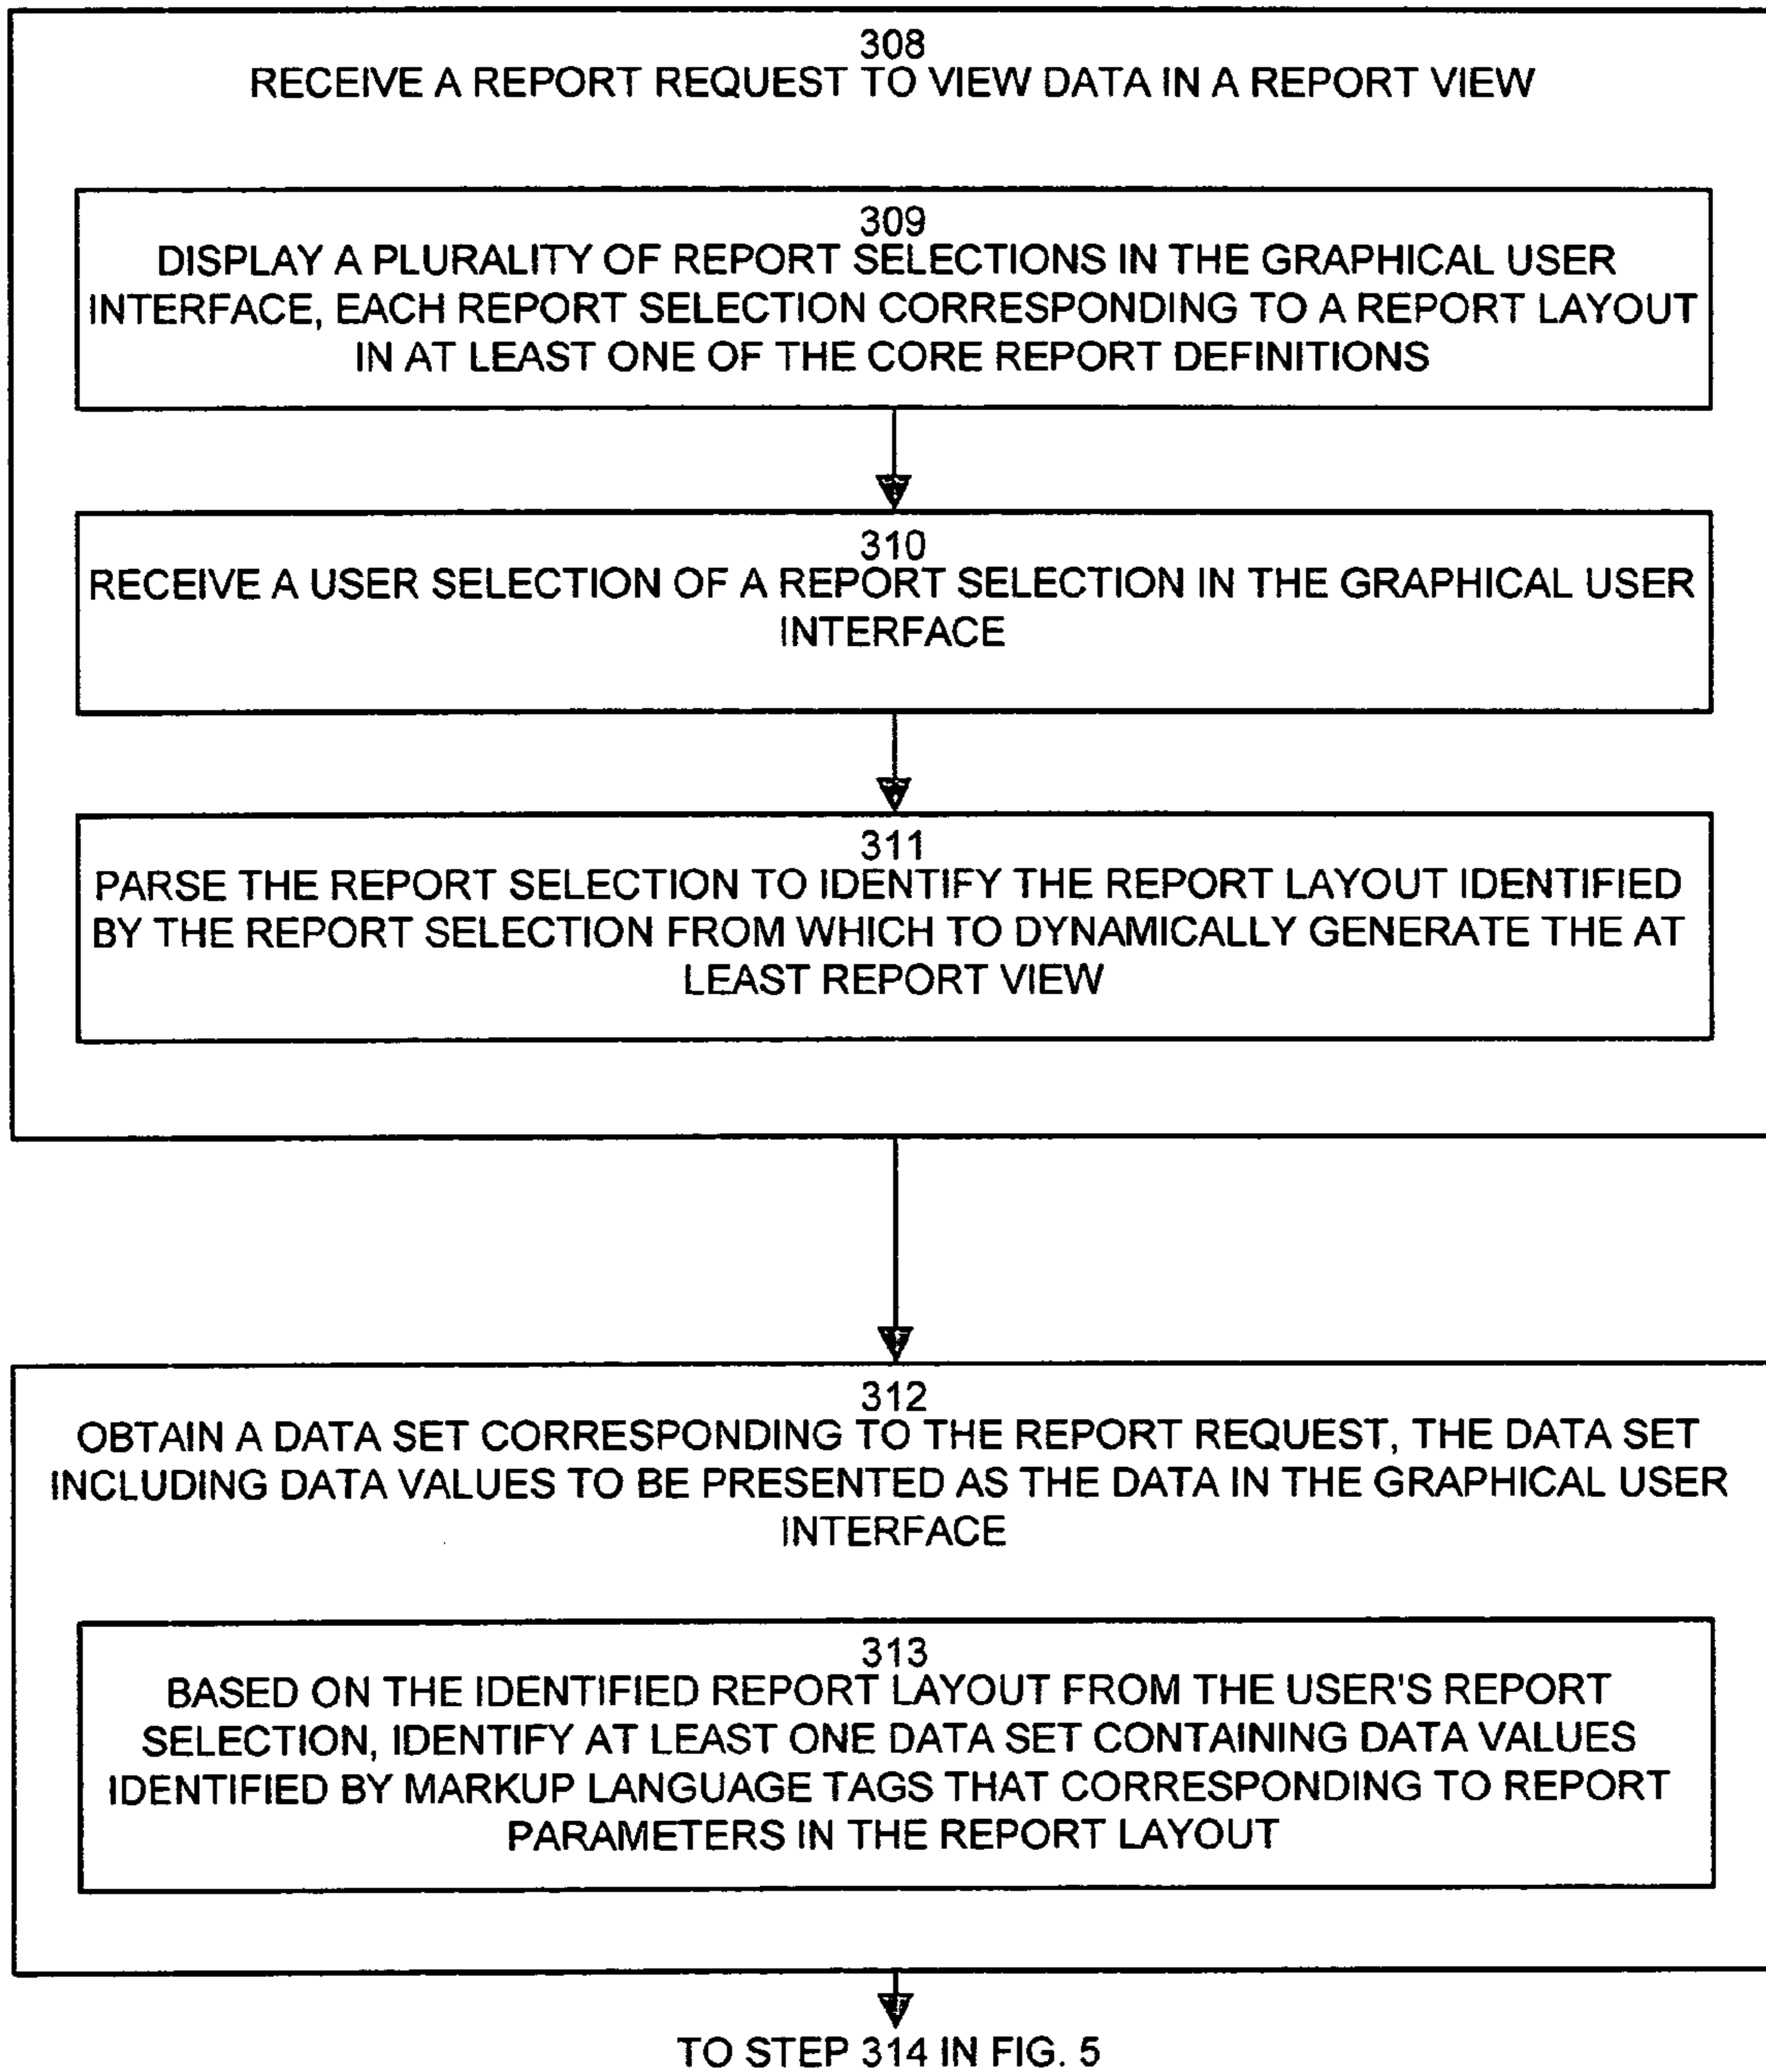 308
RECEIVE A REPORT REQUEST TO VIEW DATA IN A REPORT VIEW
309
DISPLAY A PLURALITY OF REPORT SELECTIONS IN THE GRAPHICAL USER
INTERFACE, EACH REPORT SELECTION CORRESPONDING TO A REPORT LAYOUT
IN AT LEAST ONE OF THE CORE REPORT DEFINITIONS
310
RECEIVE A USER SELECTION OF A REPORT SELECTION IN THE GRAPHICAL USER
INTERFACE
311
PARSE THE REPORT SELECTION TO IDENTIFY THE REPORT LAYOUT IDENTIFIED
BY THE REPORT SELECTION FROM WHICH TO DYNAMICALLY GENERATE THE AT
LEAST REPORT VIEW
312
OBTAIN A DATA SET CORRESPONDING TO THE REPORT REQUEST, THE DATA SET
INCLUDING DATA VALUES TO BE PRESENTED AS THE DATA IN THE GRAPHICAL USER
INTERFACE
313
BASED ON THE IDENTIFIED REPORT LAYOUT FROM THE USER'S REPORT
SELECTION, IDENTIFY AT LEAST ONE DATA SET CONTAINING DATA VALUES
IDENTIFIED BY MARKUP LANGUAGE TAGS THAT CORRESPONDING TO REPORT
PARAMETERS IN THE REPORT LAYOUT
TO STEP 314 IN FIG. 5